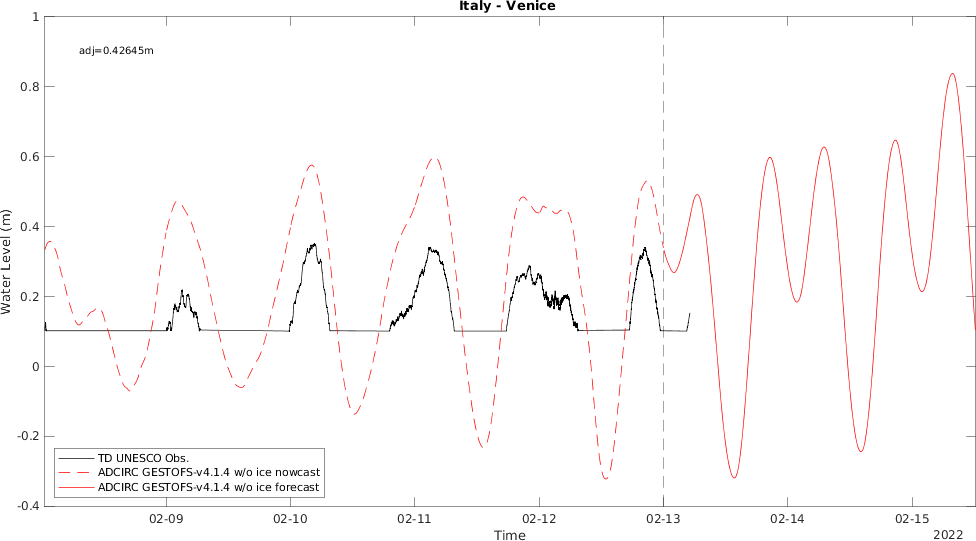 Italy - Venice
adj=0.42645m
Water Level (m)
1
0.8
0.6
0.4
0.2
0
-0.2
-0.4
TD UNESCO Obs.
ADCIRC GESTOFS-v4.1.4 w/o ice nowcast
ADCIRC GESTOFS-v4.1.4 w/o ice forecast
02-09 02-10 02-11 02-12 02-13 02-14 02-15
Time
2022